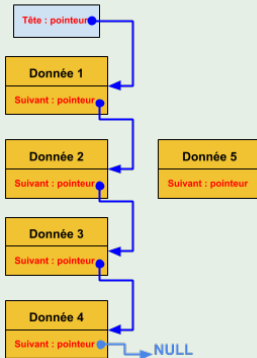 Tête : pointeur
Donnée 1
Suivant : pointeur
Donnée 2
Suivant : pointeur
Donnée 5
Suivant : pointeur
Donnée 3
Suivant : pointeur
Donnée 4
Suivant : pointeur
NULL